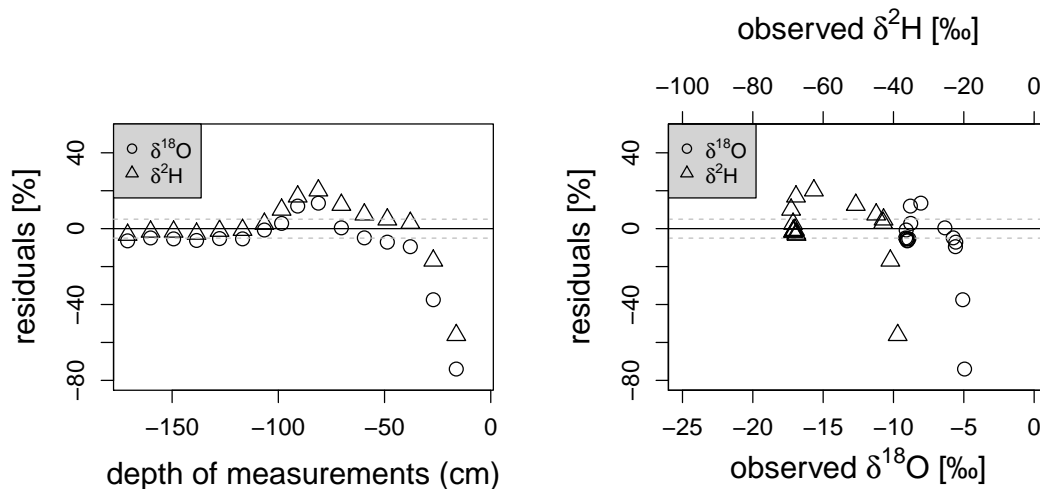 residuals [%]
40
0
−40
−80
δ¹⁸O
δ²H
−150
−100
−50
0
depth of measurements (cm)
observed δ²H [‰]
−100
−80
−60
−40
−20
0
residuals [%]
40
0
−40
−80
δ¹⁸O
δ²H
−25
−20
−15
−10
−5
0
observed δ¹⁸O [‰]